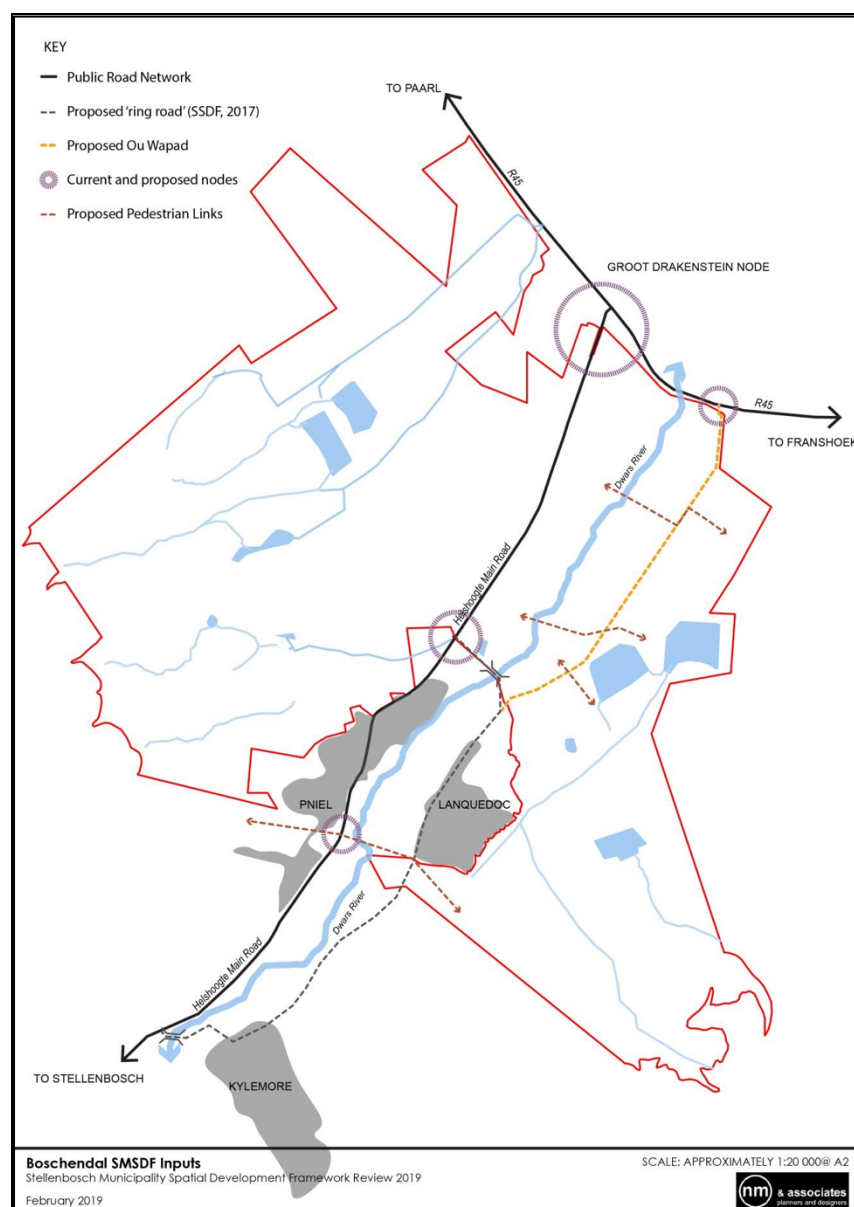 KEY
Public Road Network
Proposed 'ring road'(SSDF, 2017)
Proposed Ou Wapad
Current and proposed nodes
Proposed Pedestrian Links
TO PAARL
R45
GROOT DRAKENSTEIN NODE
R45
TO FRANSHOEK
Dwars River
Helshoogte Main Road
PNIEL
LANQUEDOC
Dwars River
Helshoogte Main Road
TO STELLENBOSCH
KYLEMORE
Boschendal SMSDF Inputs
Stellenbosch Municipality Spatial Development Framework Review 2019
February 2019
SCALE: APPROXIMATELY 1:20 000@ A2
nm & associates
planners and designers